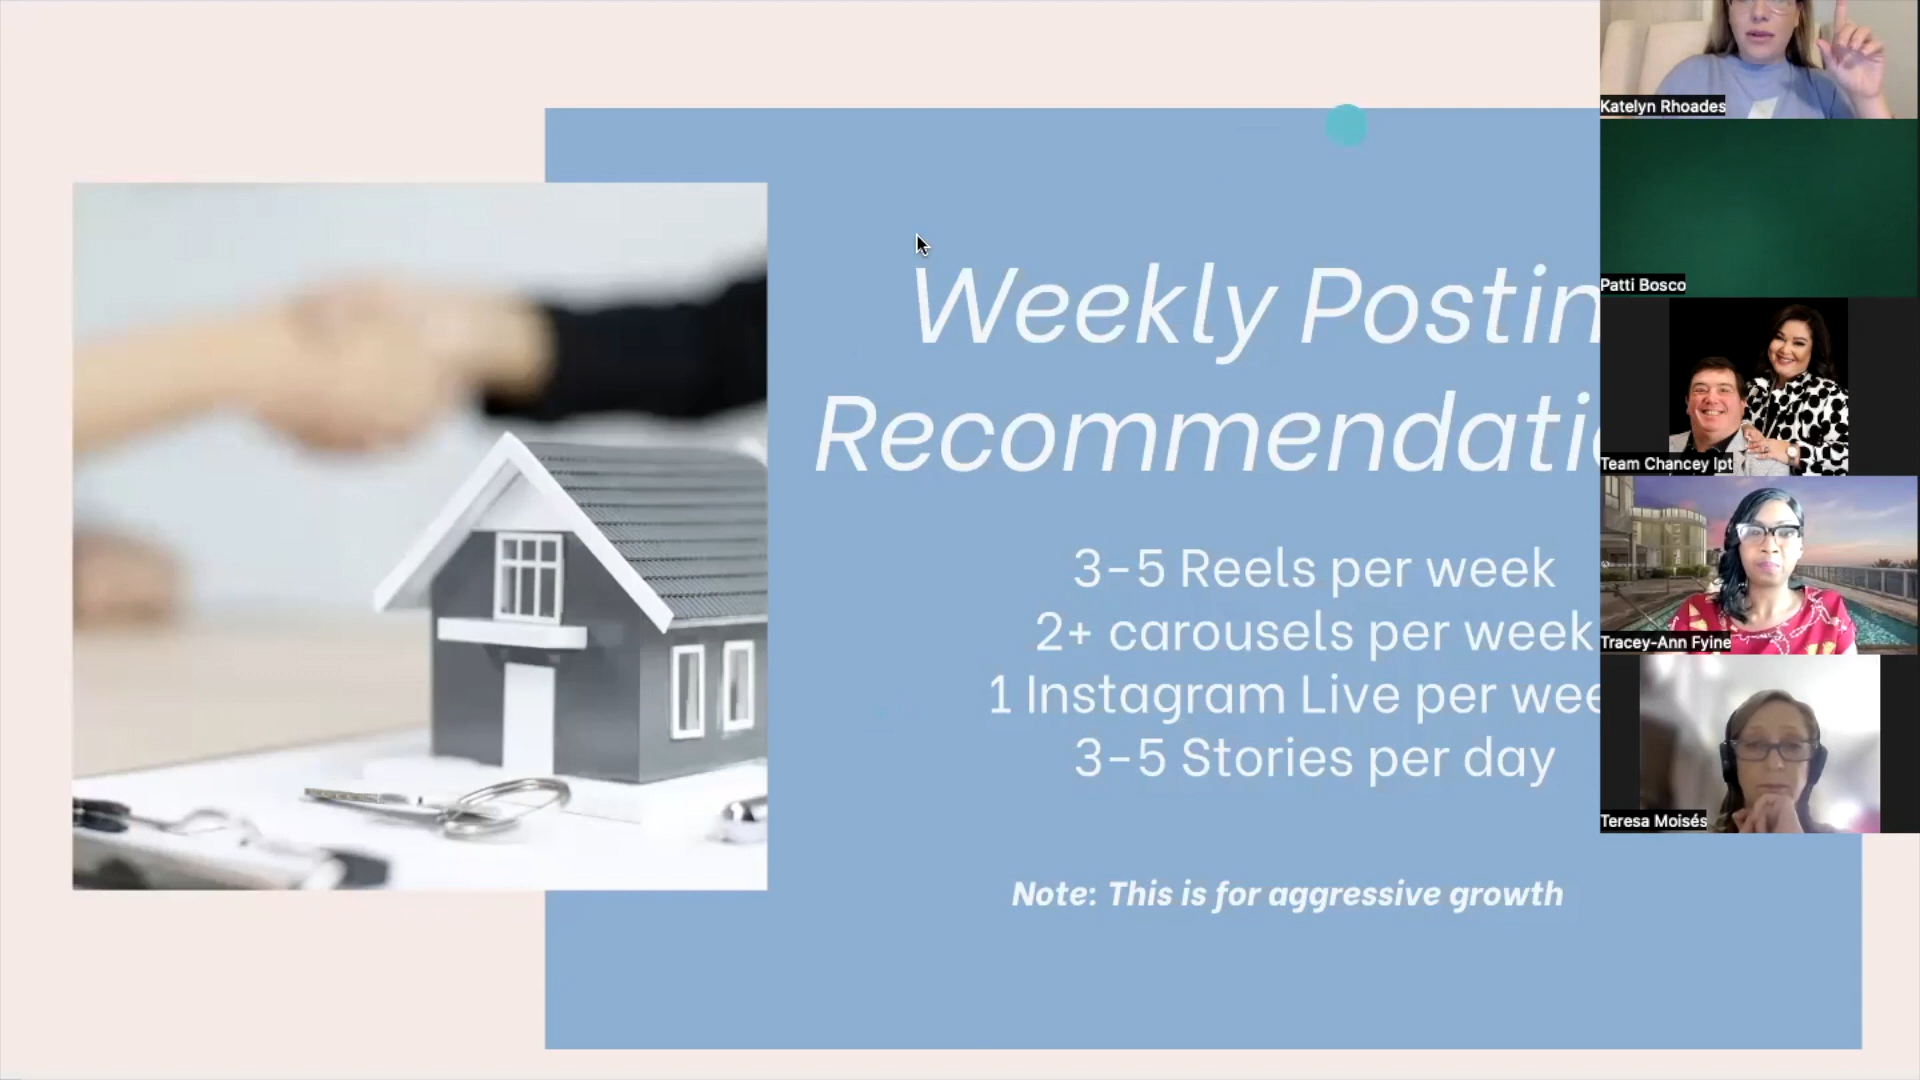 Weekly Postin
Recommendati
3-5 Reels per week
2+ carousels per week
1 Instagram Live per wee
3-5 Stories per day
Note: This is for aggressive growth
Katelyn Rhoades
Patti Bosco
Team Chancey lpt
Tracey-Ann Fyine
Teresa Moisés